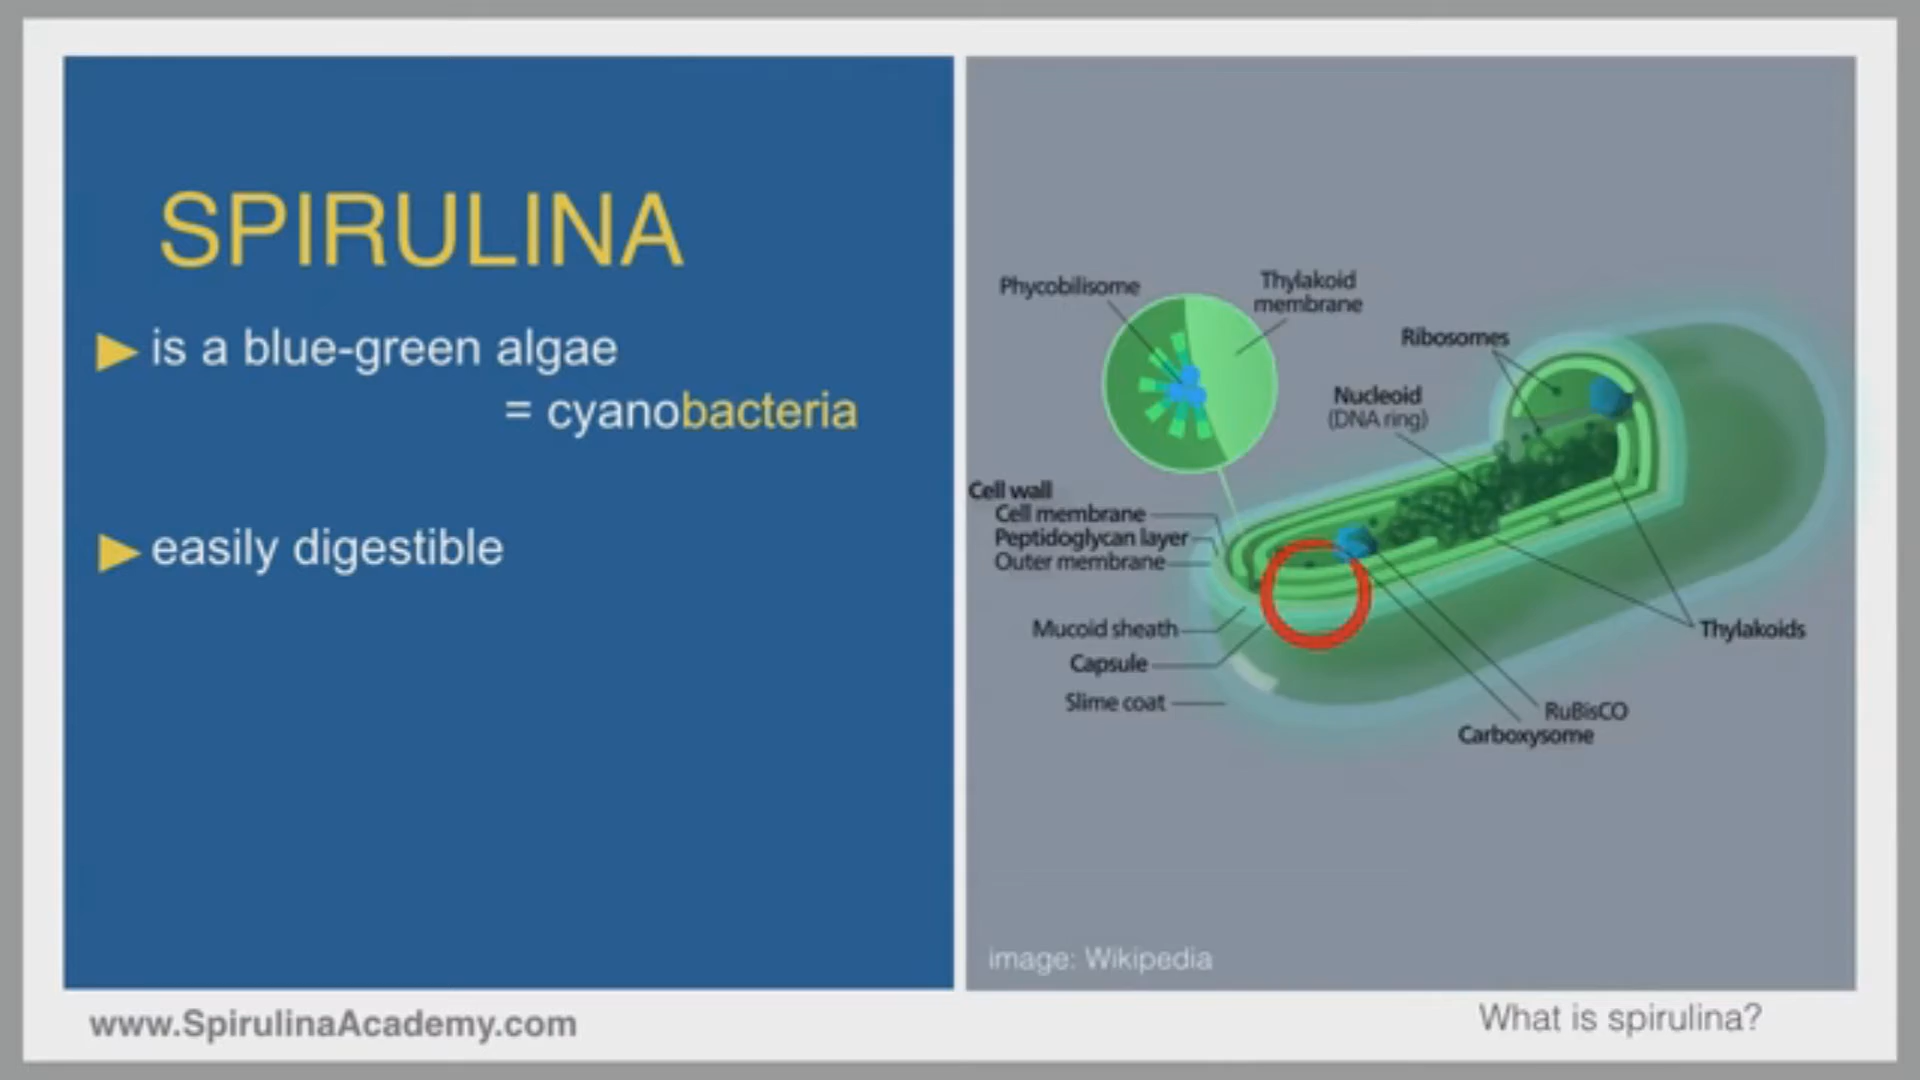 SPIRULINA
▶ is a blue-green algae
= cyanobacteria
▶ easily digestible
Phycobilisome
Thylakoid
membrane
Ribosomes
Nucleoid
(DNA ring)
Cell wall
Cell membrane
Peptidoglycan layer
Outer membrane
Mucoid sheath
Capsule
Slime coat
Thylakoids
RuBisCO
Carboxysome
image: Wikipedia
www.SpirulinaAcademy.com
What is spirulina?